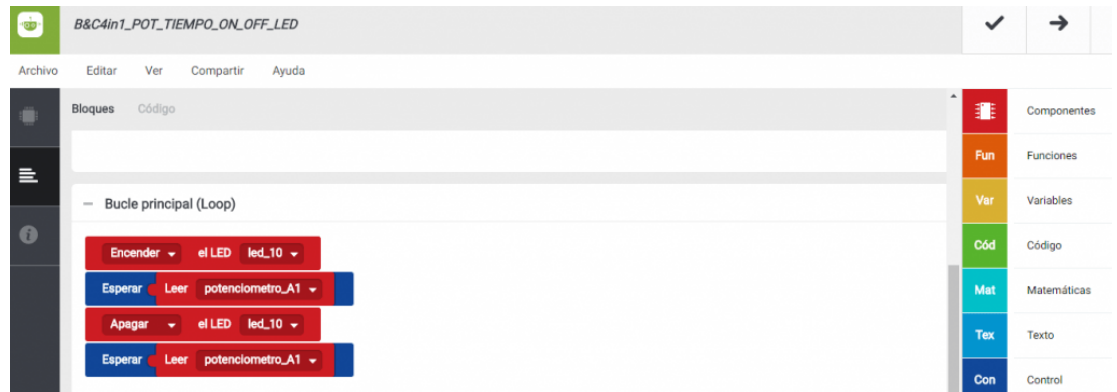 B&C4in1_POT_TIEMPO_ON_OFF_LED
Archivo Editar Ver Compartir Ayuda
Bloques Código
Bucle principal (Loop)
Encender el LED led_10
Esperar Leer potenciometro_A1
Apagar el LED led_10
Esperar Leer potenciometro_A1
Componentes
Fun Funciones
Var Variables
Cód Código
Mat Matemáticas
Tex Texto
Con Control